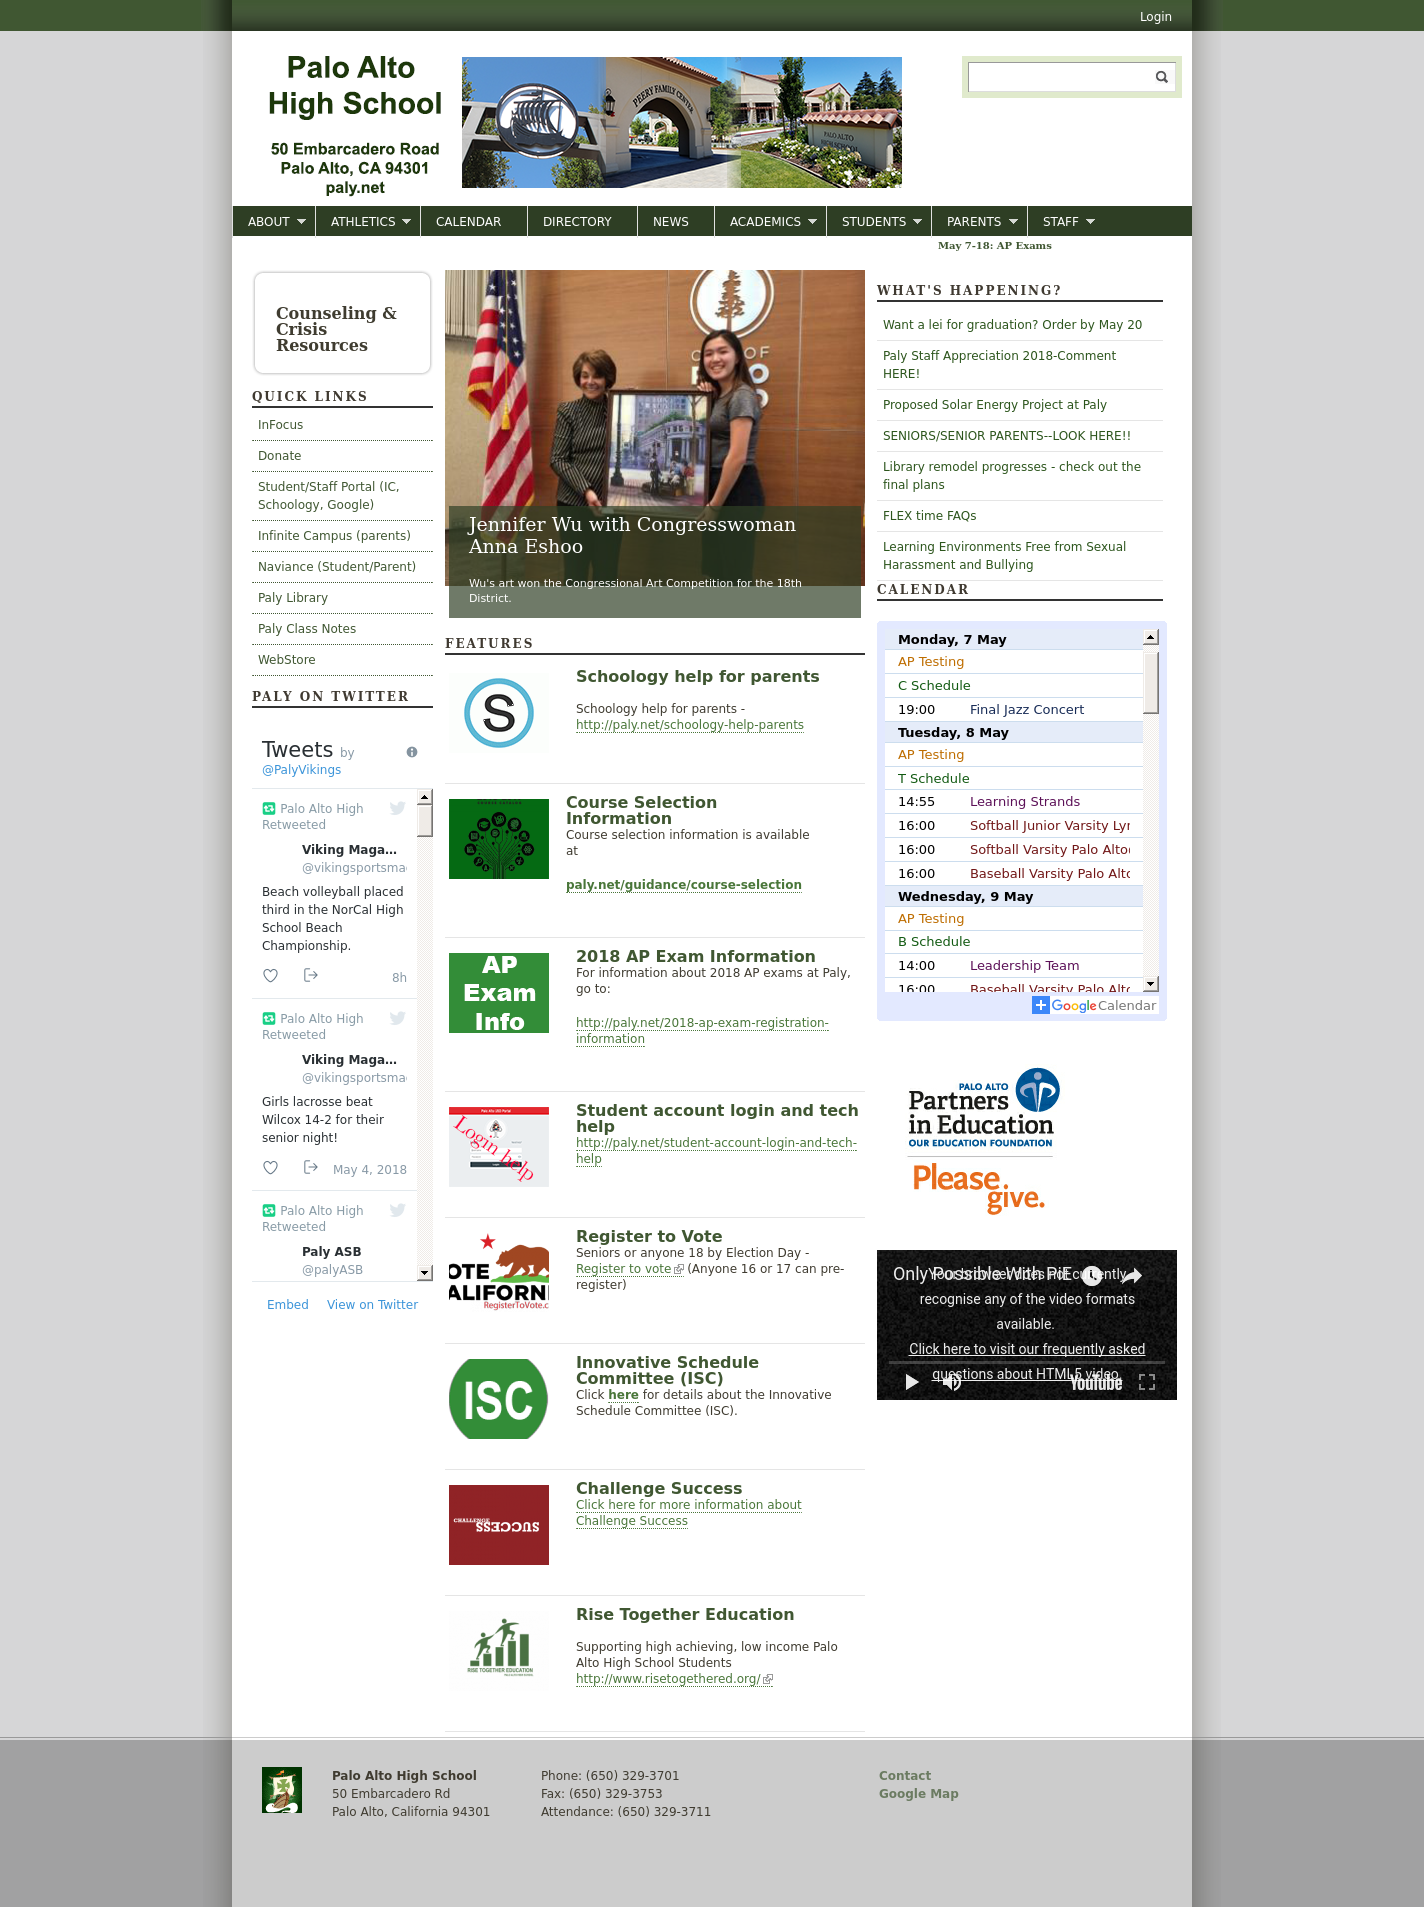 Login
Palo Alto
High School
50 Embarcadero Road
Palo Alto, CA 94301
paly.net
PEERY FAMILY CENTER
PALO ALTO
HIGH SCHOOL
ABOUT
ATHLETICS
CALENDAR
DIRECTORY
NEWS
ACADEMICS
STUDENTS
PARENTS
STAFF
May 7-18: AP Exams
Counseling &
Crisis
Resources
QUICK LINKS
InFocus
Donate
Student/Staff Portal (IC,
Schoology, Google)
Infinite Campus (parents)
Naviance (Student/Parent)
Paly Library
Paly Class Notes
WebStore
PALY ON TWITTER
Tweets by
@PalyVikings
Palo Alto High
Retweeted
Viking Maga...
@vikingsportsma
Beach volleyball placed
third in the NorCal High
School Beach
Championship.
8h
Palo Alto High
Retweeted
Viking Maga...
@vikingsportsma
Girls lacrosse beat
Wilcox 14-2 for their
senior night!
May 4, 2018
Palo Alto High
Retweeted
Paly ASB
@palyASB
Embed
View on Twitter
Jennifer Wu with Congresswoman
Anna Eshoo
Wu's art won the Congressional Art Competition for the 18th
District.
FEATURES
S
Schoology help for parents
Schoology help for parents -
http://paly.net/schoology-help-parents
Course Selection
Information
Course selection information is available
at
paly.net/guidance/course-selection
AP
Exam
Info
2018 AP Exam Information
For information about 2018 AP exams at Paly,
go to:
http://paly.net/2018-ap-exam-registration-
information
Login help
Student account login and tech
help
http://paly.net/student-account-login-and-tech-
help
OTE
ALIFORN
RegisterToVote.c
Register to Vote
Seniors or anyone 18 by Election Day -
Register to vote (Anyone 16 or 17 can pre-
register)
ISC
Innovative Schedule
Committee (ISC)
Click here for details about the Innovative
Schedule Committee (ISC).
CHALLENGE
SUCCESS
Challenge Success
Click here for more information about
Challenge Success
RISE TOGETHER EDUCATION
Rise Together Education
Supporting high achieving, low income Palo
Alto High School Students
http://www.risetogethered.org/
WHAT'S HAPPENING?
Want a lei for graduation? Order by May 20
Paly Staff Appreciation 2018-Comment
HERE!
Proposed Solar Energy Project at Paly
SENIORS/SENIOR PARENTS--LOOK HERE!!
Library remodel progresses - check out the
final plans
FLEX time FAQs
Learning Environments Free from Sexual
Harassment and Bullying
CALENDAR
Monday, 7 May
AP Testing
C Schedule
19:00 Final Jazz Concert
Tuesday, 8 May
AP Testing
T Schedule
14:55 Learning Strands
16:00 Softball Junior Varsity Lyn
16:00 Softball Varsity Palo Alto
16:00 Baseball Varsity Palo Alto
Wednesday, 9 May
AP Testing
B Schedule
14:00 Leadership Team
16:00 Baseball Varsity Palo Alto
Google Calendar
PALO ALTO
Partners
in Education
OUR EDUCATION FOUNDATION
Please
give.
Only Possible With PiE
Your browser does not currently
recognise any of the video formats
available.
Click here to visit our frequently asked
questions about HTML5 video.
YouTube
Palo Alto High School
50 Embarcadero Rd
Palo Alto, California 94301
Phone: (650) 329-3701
Fax: (650) 329-3753
Attendance: (650) 329-3711
Contact
Google Map